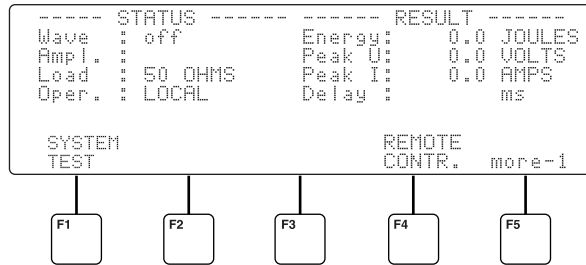 ----- STATUS ------ ------ RESULT ------
Wave : off Energy: 0.0 JOULES
Ampl. : Peak U: 0.0 VOLTS
Load : 50 OHMS Peak I: 0.0 AMPS
Oper. : LOCAL Delay : ms
SYSTEM REMOTE
TEST CONTR. more-1
F1 F2 F3 F4 F5